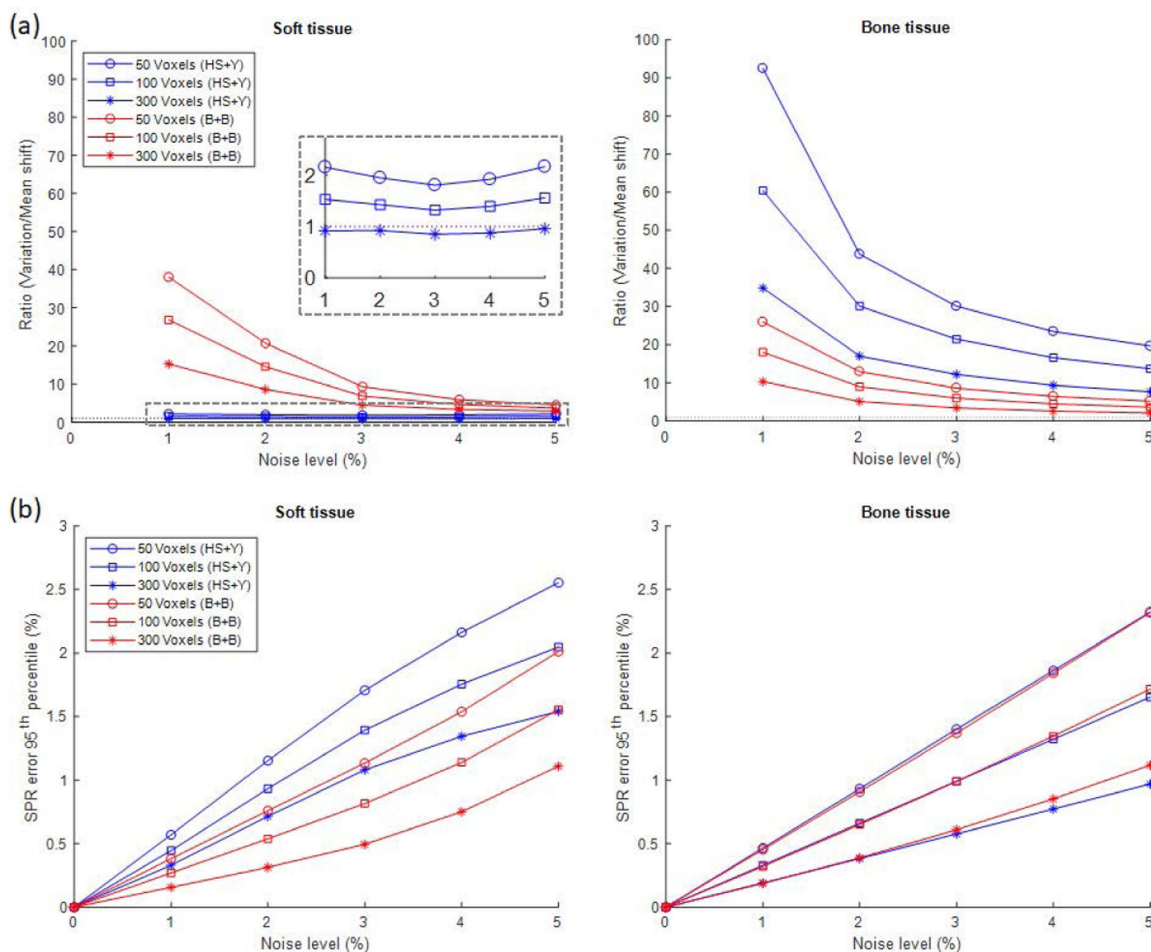 (a)
Soft tissue
100
90
80
70
60
50
40
30
20
10
0
Ratio (Variation/Mean shift)
50 Voxels (HS+Y)
100 Voxels (HS+Y)
300 Voxels (HS+Y)
50 Voxels (B+B)
100 Voxels (B+B)
300 Voxels (B+B)
2
1
0
1 2 3 4 5
0 1 2 3 4 5
Noise level (%)
Bone tissue
100
90
80
70
60
50
40
30
20
10
0
Ratio (Variation/Mean shift)
0 1 2 3 4 5
Noise level (%)
(b)
Soft tissue
3
2.5
2
1.5
1
0.5
0
SPR error 95th percentile (%)
50 Voxels (HS+Y)
100 Voxels (HS+Y)
300 Voxels (HS+Y)
50 Voxels (B+B)
100 Voxels (B+B)
300 Voxels (B+B)
0 1 2 3 4 5
Noise level (%)
Bone tissue
3
2.5
2
1.5
1
0.5
0
SPR error 95th percentile (%)
0 1 2 3 4 5
Noise level (%)